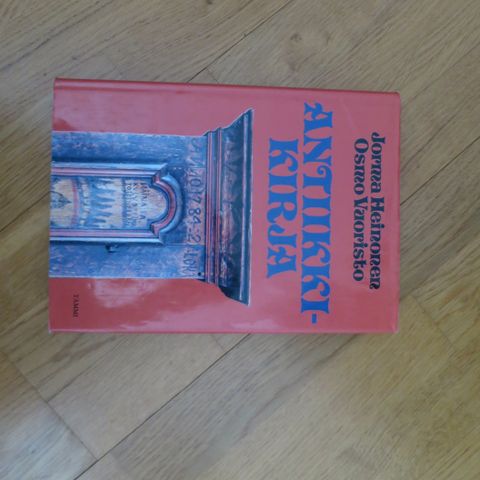 Jorma Heinonen
Osmo Vuoristo
ANTIIKKI-
KIRJA
TAMMI